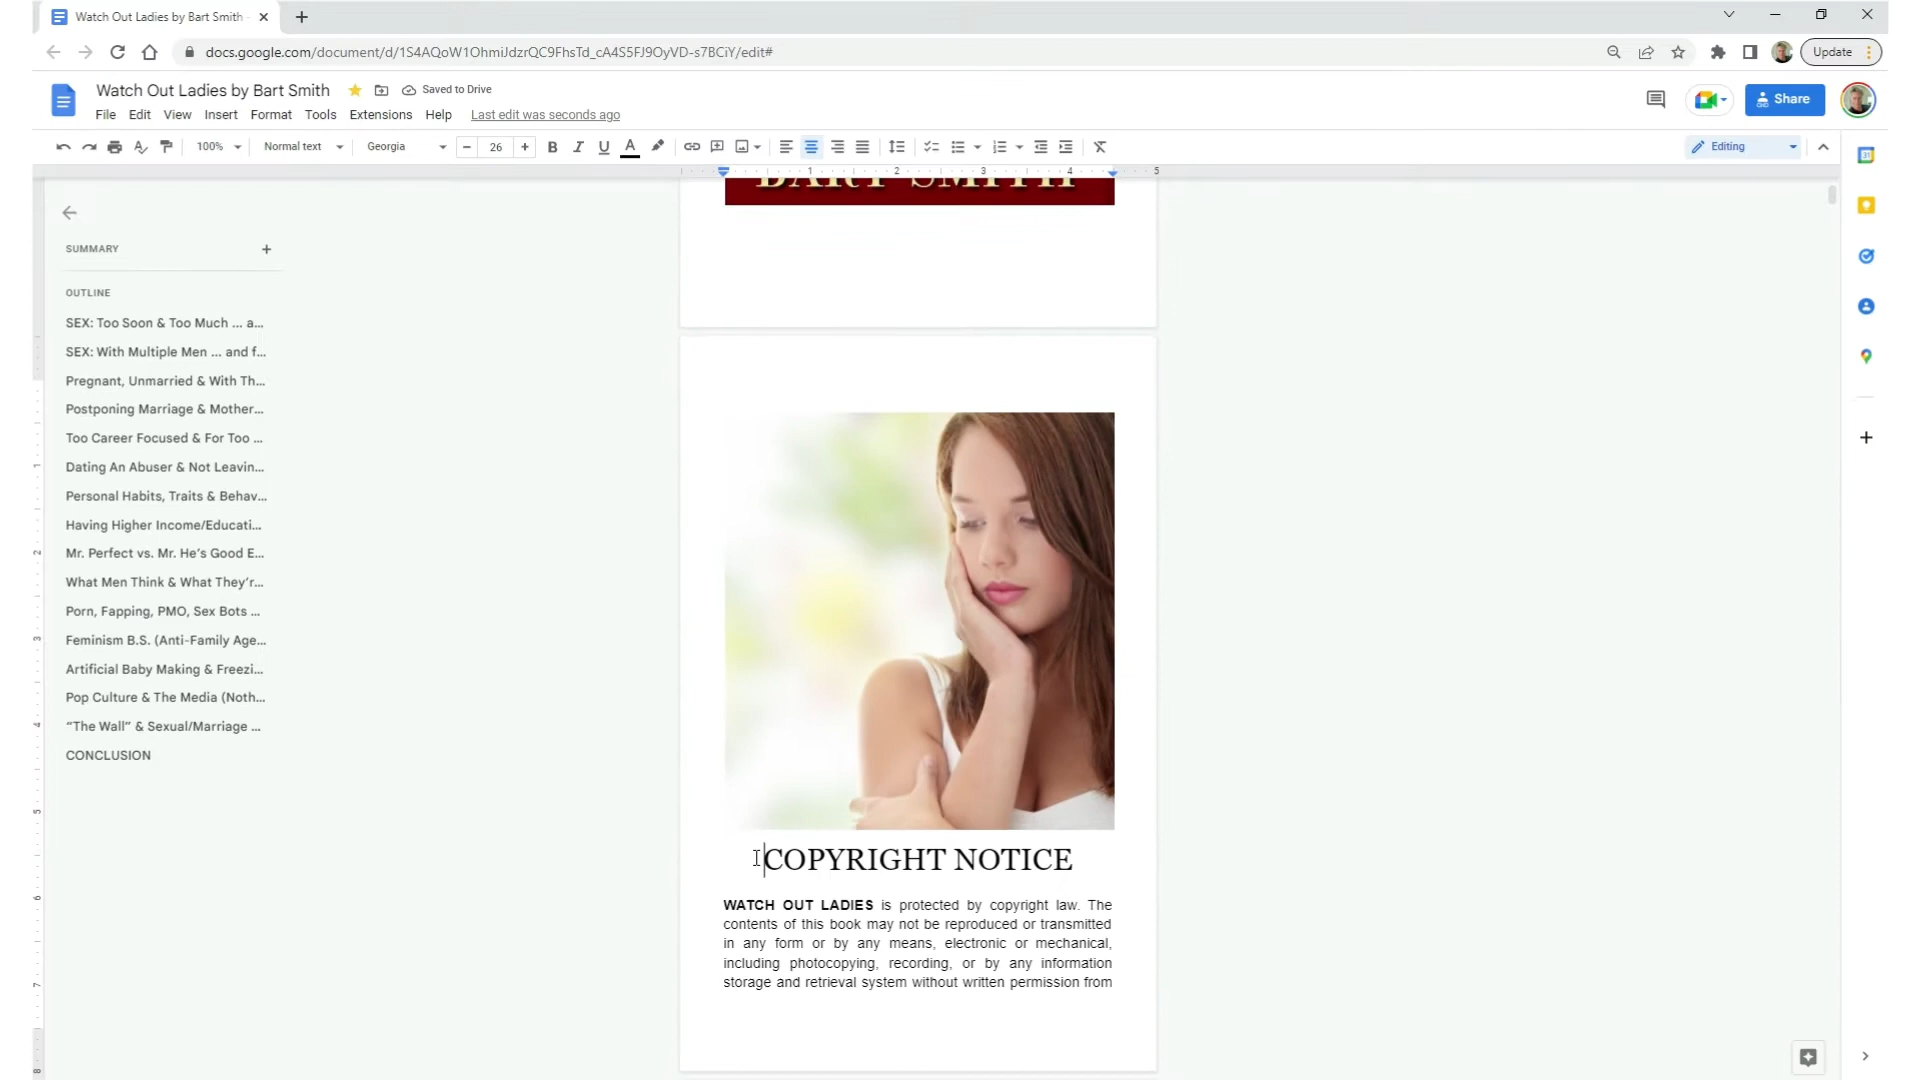 Watch Out Ladies by Bart Smith
docs.google.com/document/d/1S4AQoW1OhmiJdzrQC9FhsTd_cA4S5FJ9OyVD-s7BCiY/edit#
Update
Watch Out Ladies by Bart Smith
Saved to Drive
Share
File Edit View Insert Format Tools Extensions Help Last edit was seconds ago
100% Normal text Georgia 26 Editing
1 2 3 4 5
BART SMITH
SUMMARY
OUTLINE
SEX: Too Soon & Too Much ... a...
SEX: With Multiple Men ... and f...
Pregnant, Unmarried & With Th...
Postponing Marriage & Mother...
Too Career Focused & For Too ...
Dating An Abuser & Not Leavin...
Personal Habits, Traits & Behav...
Having Higher Income/Educati...
Mr. Perfect vs. Mr. He’s Good E...
What Men Think & What They’r...
Porn, Fapping, PMO, Sex Bots ...
Feminism B.S. (Anti-Family Age...
Artificial Baby Making & Freezi...
Pop Culture & The Media (Noth...
“The Wall” & Sexual/Marriage ...
CONCLUSION
COPYRIGHT NOTICE
WATCH OUT LADIES is protected by copyright law. The
contents of this book may not be reproduced or transmitted
in any form or by any means, electronic or mechanical,
including photocopying, recording, or by any information
storage and retrieval system without written permission from